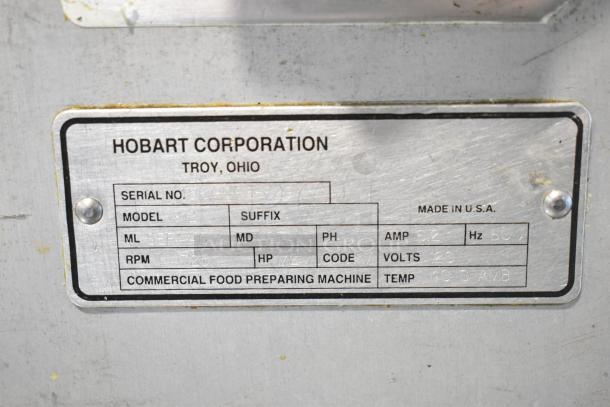 HOBART CORPORATION
TROY, OHIO
SERIAL NO.
MODEL SUFFIX MADE IN U.S.A.
ML MD PH AMP Hz
RPM HP CODE VOLTS
COMMERCIAL FOOD PREPARING MACHINE TEMP